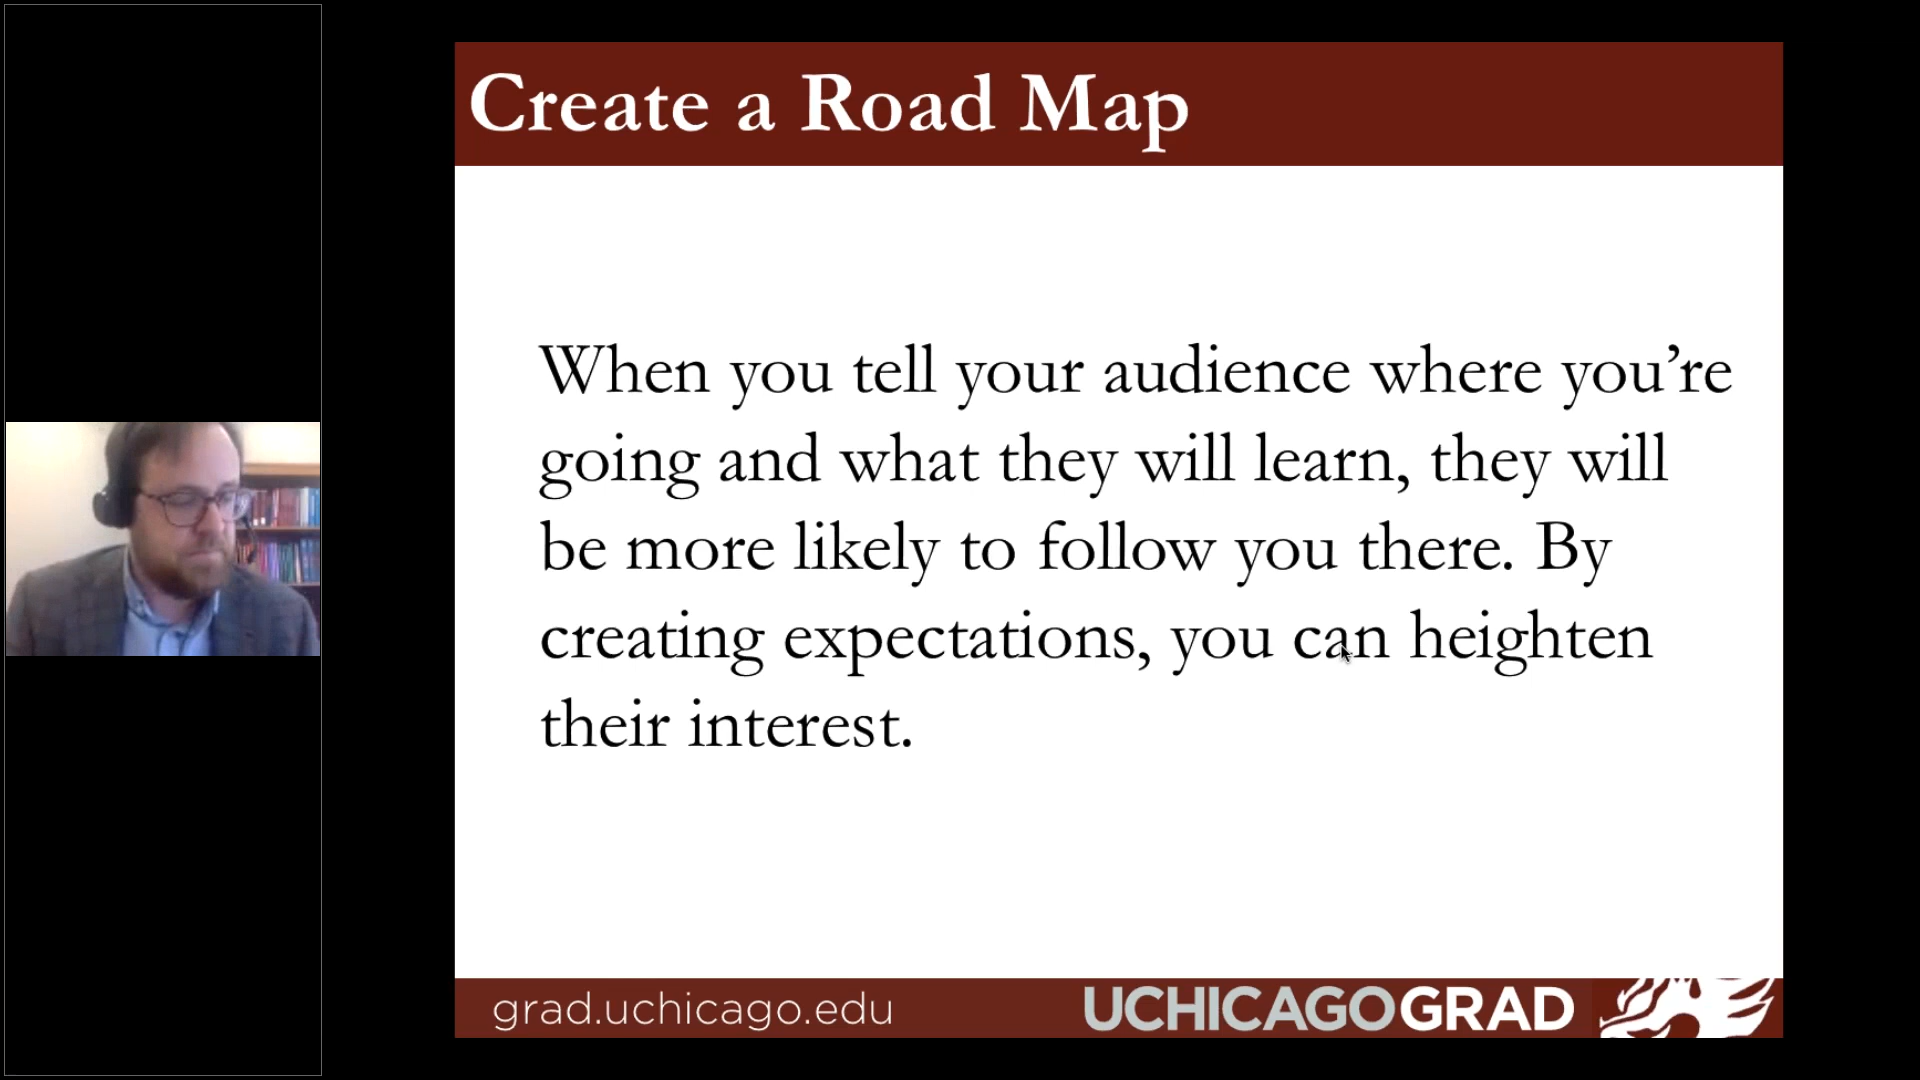 Create a Road Map
When you tell your audience where you’re
going and what they will learn, they will
be more likely to follow you there. By
creating expectations, you can heighten
their interest.
grad.uchicago.edu
UCHICAGOGRAD